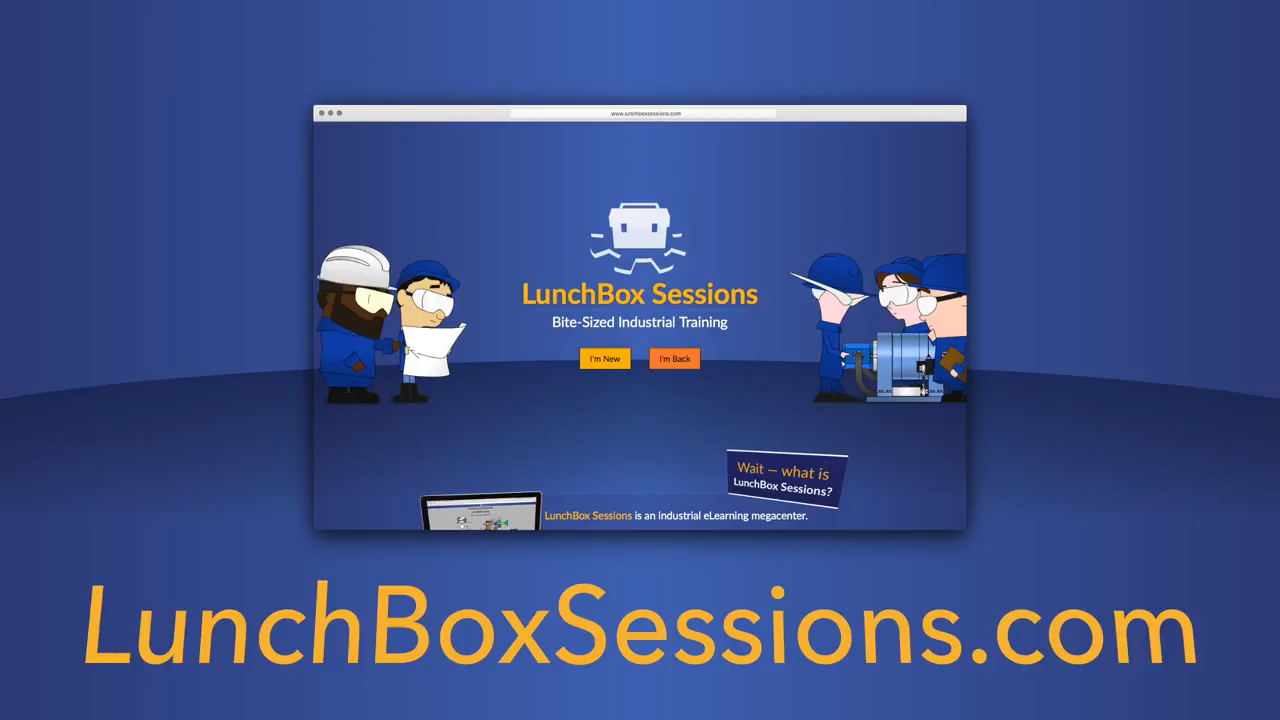 www.lunchboxsessions.com
LunchBox Sessions
Bite-Sized Industrial Training
I'm New
I'm Back
Wait — what is
LunchBox Sessions?
LunchBox Sessions is an industrial eLearning megacenter.
LunchBoxSessions.com